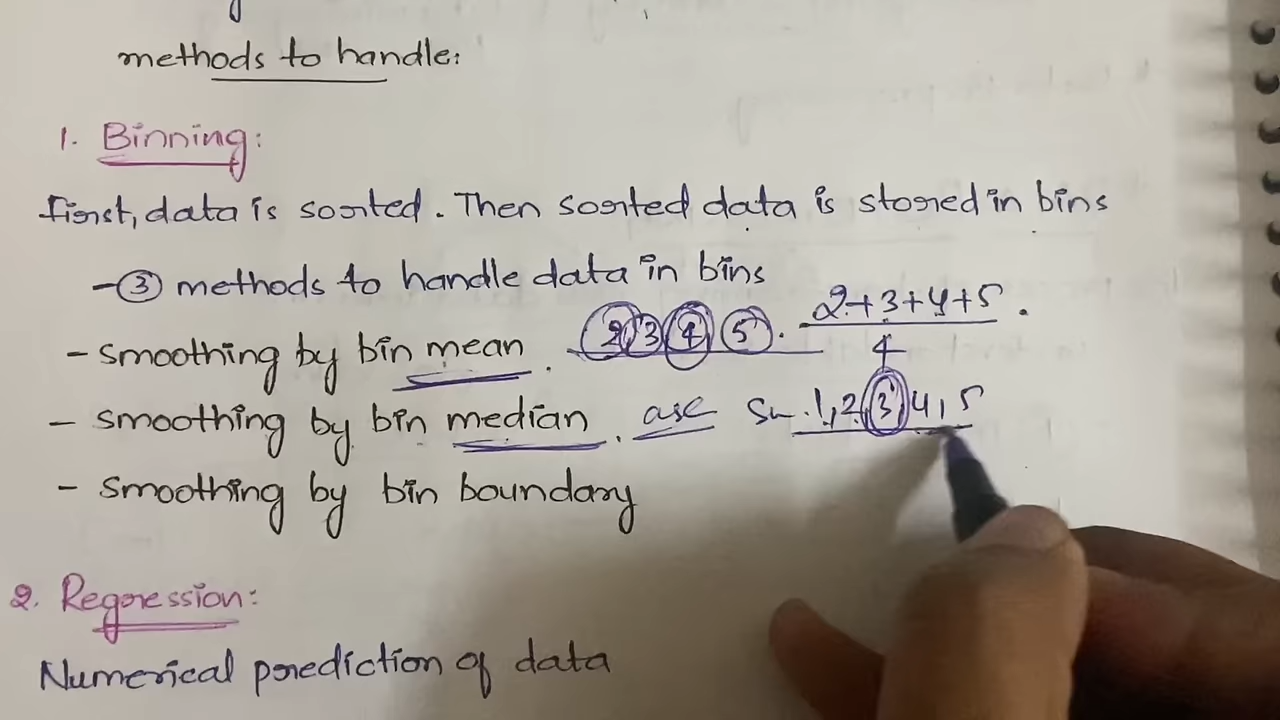 methods to handle:
1. Binning:
First, data is sorted. Then sorted data is stored in bins
- ③ methods to handle data in bins
- smoothing by bin mean. 2, 3, 4, 5. 2+3+4+5 / 4.
- smoothing by bin median. asc 1, 2, 3, 4, 5
- smoothing by bin boundary
2. Regression:
Numerical prediction of data